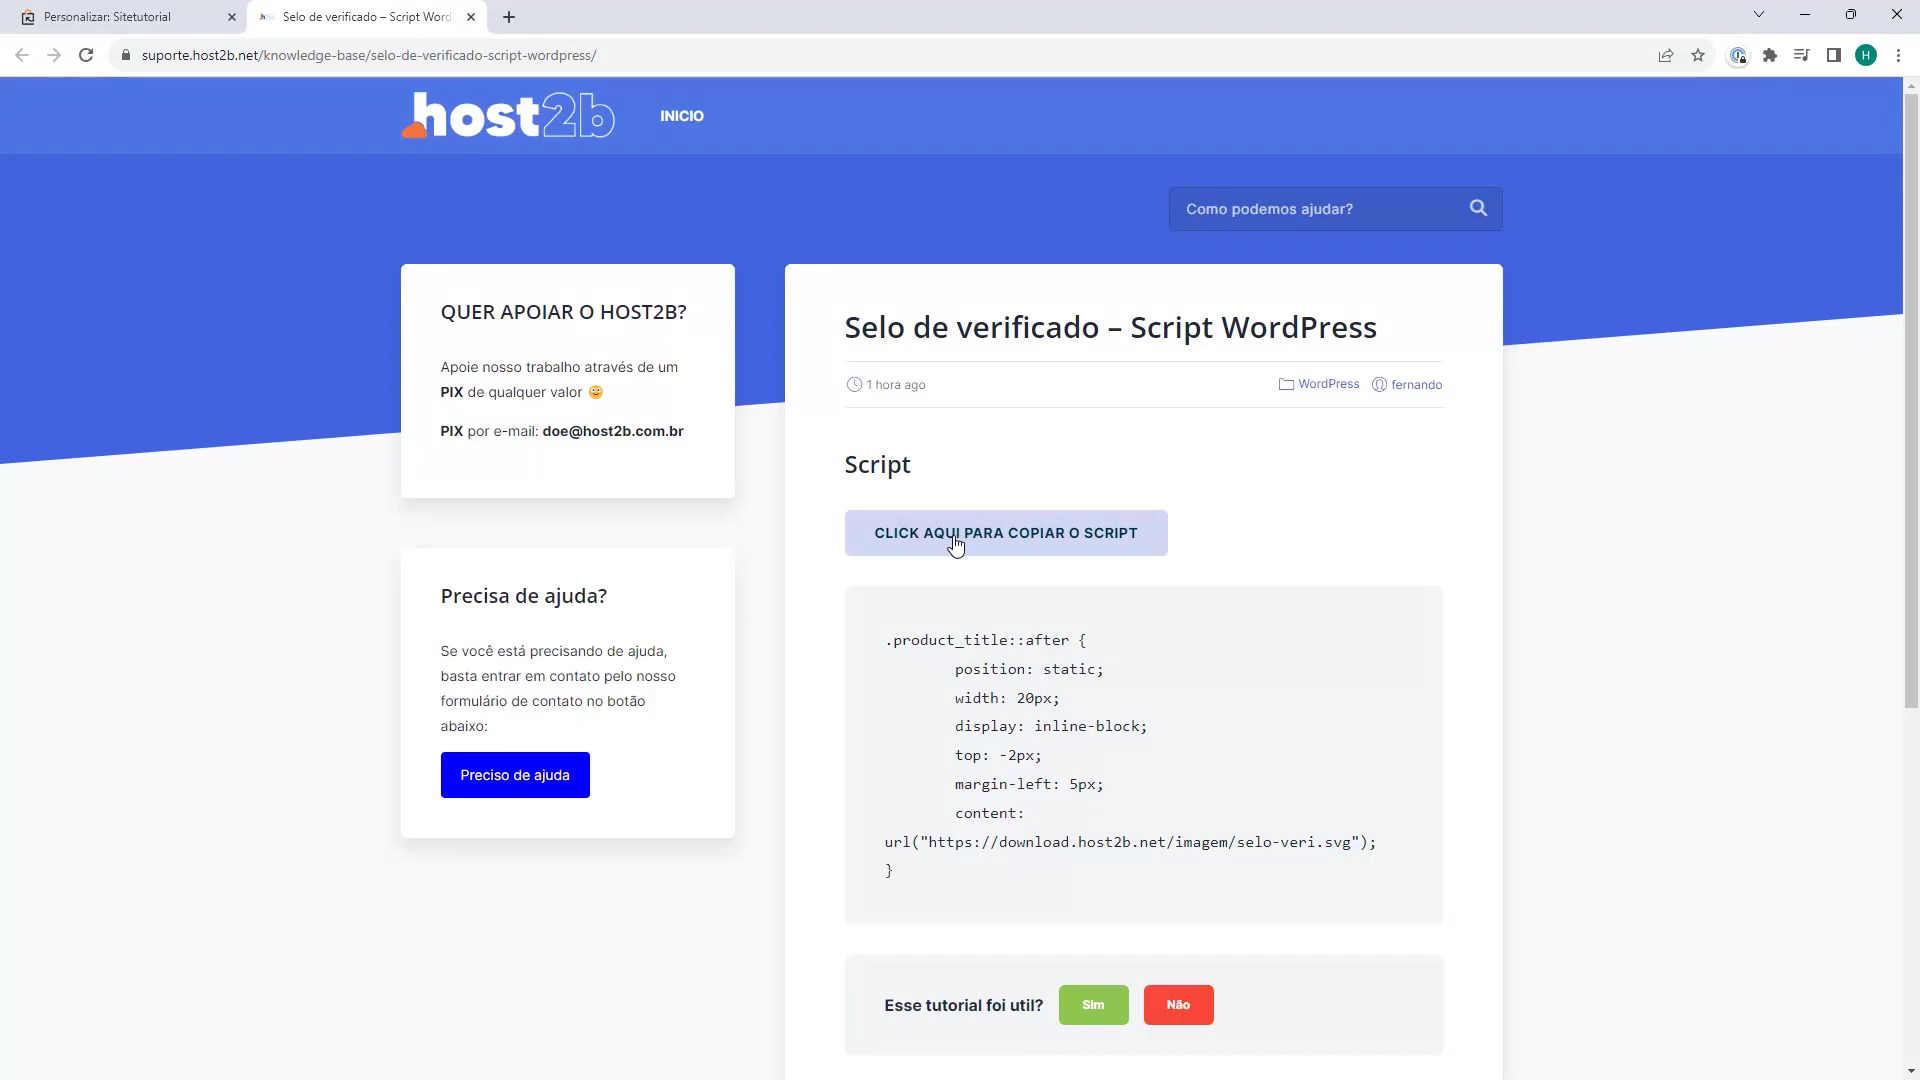 Personalizar: Sitetutorial
Selo de verificado – Script Word
suporte.host2b.net/knowledge-base/selo-de-verificado-script-wordpress/
H
host2b
INICIO
Como podemos ajudar?
QUER APOIAR O HOST2B?
Apoie nosso trabalho através de um
PIX de qualquer valor 🙂
PIX por e-mail: doe@host2b.com.br
Precisa de ajuda?
Se você está precisando de ajuda,
basta entrar em contato pelo nosso
formulário de contato no botão
abaixo:
Preciso de ajuda
Selo de verificado – Script WordPress
1 hora ago
WordPress
fernando
Script
CLICK AQUI PARA COPIAR O SCRIPT
.product_title::after {
position: static;
width: 20px;
display: inline-block;
top: -2px;
margin-left: 5px;
content:
url("https://download.host2b.net/imagem/selo-veri.svg");
}
Esse tutorial foi util?
Sim
Não